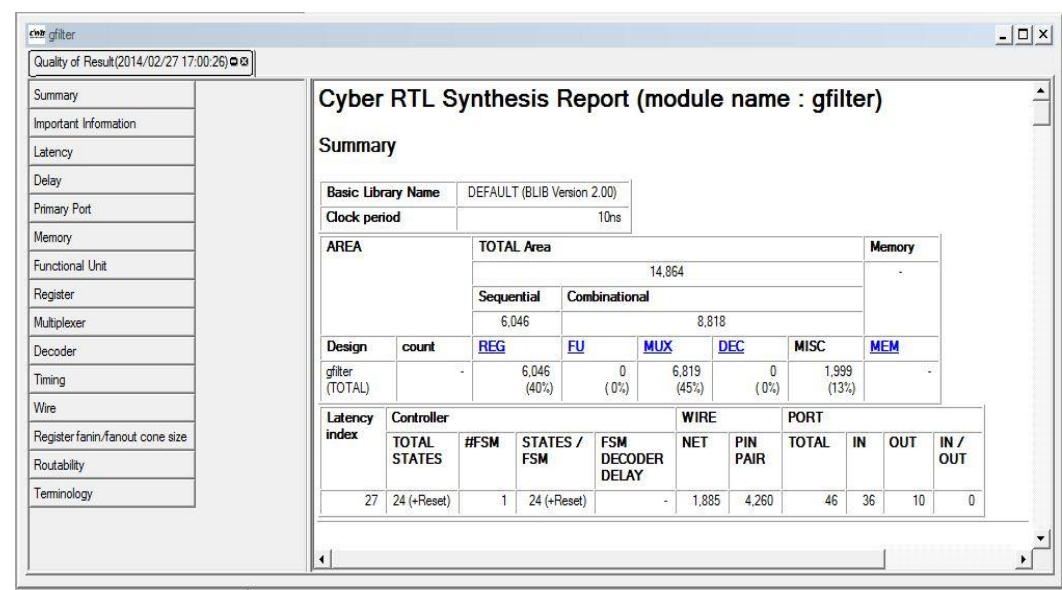 cwb gfilter
Quality of Result(2014/02/27 17:00:26)
Summary
Important Information
Latency
Delay
Primary Port
Memory
Functional Unit
Register
Multiplexer
Decoder
Timing
Wire
Register fanin/fanout cone size
Routability
Terminology
Cyber RTL Synthesis Report (module name : gfilter)
Summary
Basic Library Name DEFAULT (BLIB Version 2.00)
Clock period 10ns
AREA TOTAL Area Memory
14,864 -
Sequential Combinational
6,046 8,818
Design count REG FU MUX DEC MISC MEM
gfilter - 6,046 0 6,819 0 1,999 -
(TOTAL) (40%) ( 0%) (45%) ( 0%) (13%)
Latency Controller WIRE PORT
index TOTAL #FSM STATES / FSM NET PIN TOTAL IN OUT IN /
STATES FSM DECODER PAIR OUT
DELAY
27 24 (+Reset) 1 24 (+Reset) - 1,885 4,260 46 36 10 0